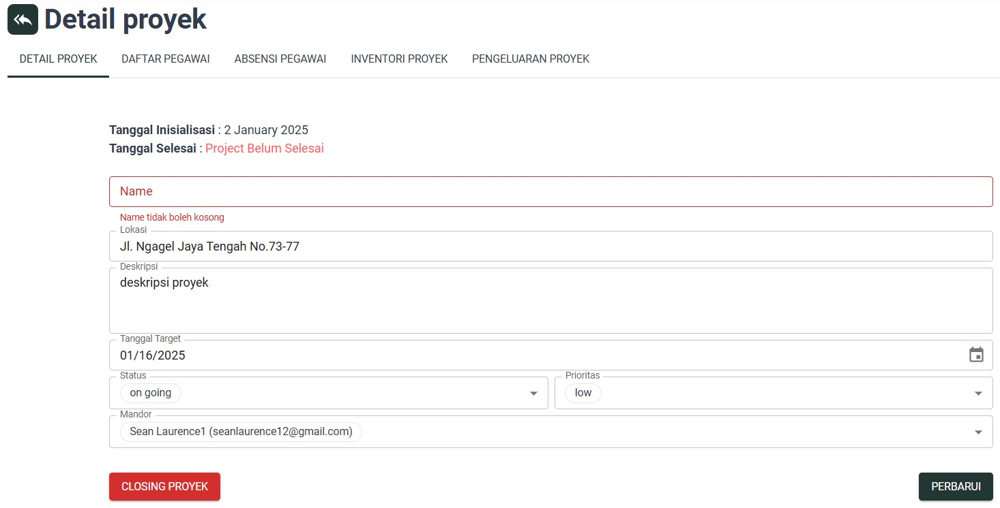 Detail proyek
DETAIL PROYEK DAFTAR PEGAWAI ABSENSI PEGAWAI INVENTORI PROYEK PENGELUARAN PROYEK
Tanggal Inisialisasi : 2 January 2025
Tanggal Selesai : Project Belum Selesai
Name
Name tidak boleh kosong
Lokasi
Jl. Ngagel Jaya Tengah No.73-77
Deskripsi
deskripsi proyek
Tanggal Target
01/16/2025
Status Prioritas
on going low
Mandor
Sean Laurence1 (seanlaurence12@gmail.com)
CLOSING PROYEK PERBARUI